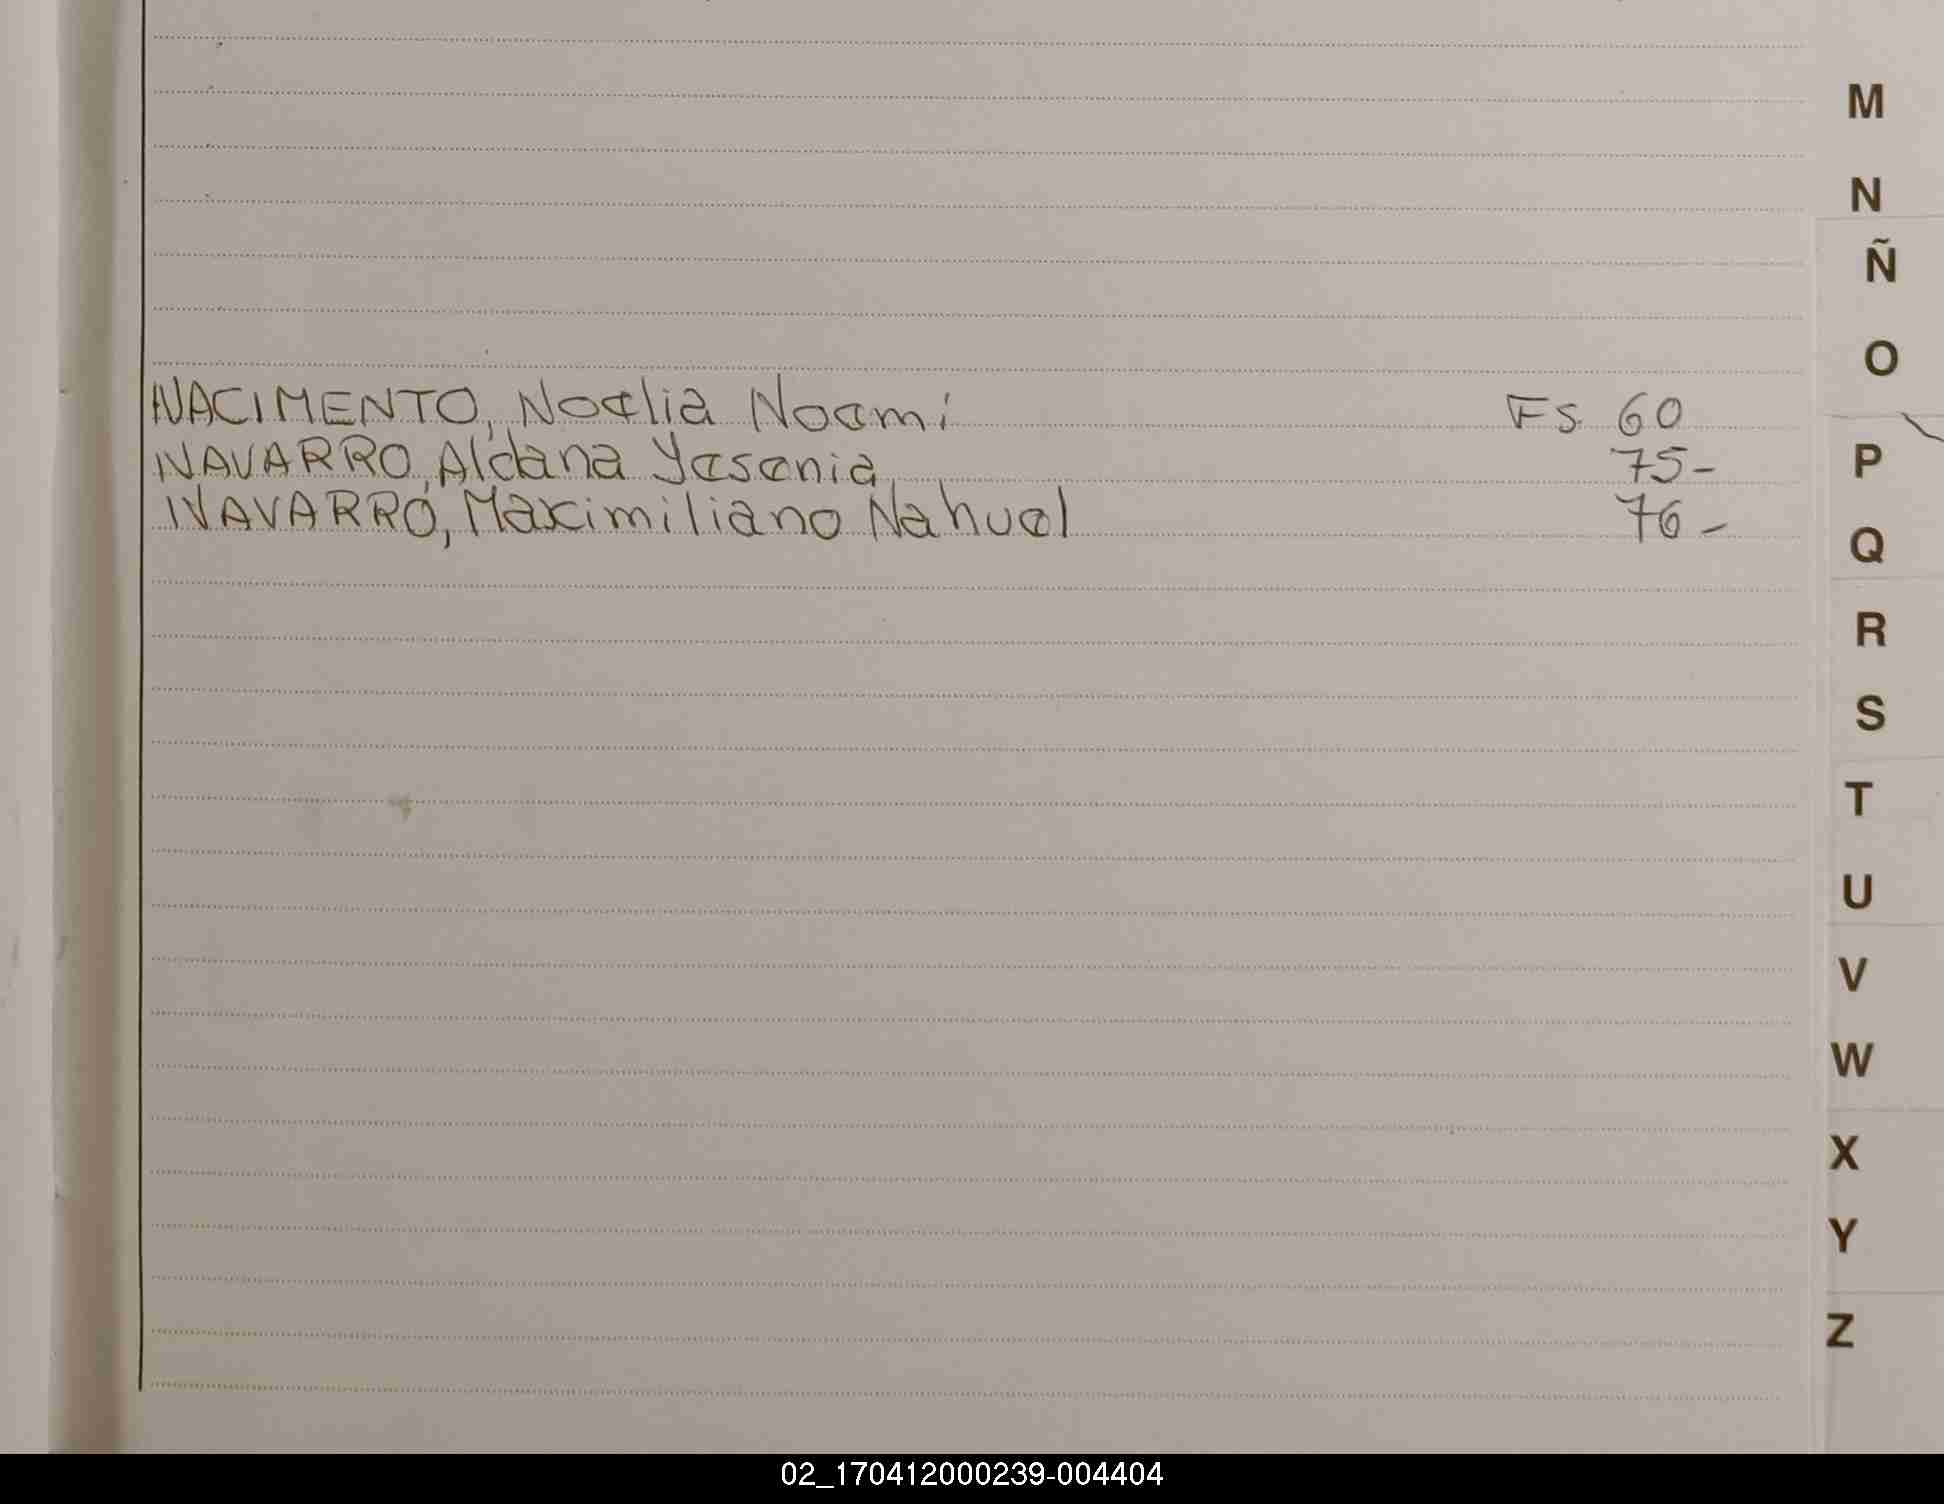 M
N
Ñ
O
NACIMENTO, Noelia Noemi Fs. 60
NAVARRO, Aldana Yesenia 75-
NAVARRO, Maximiliano Nahuel 76-
P
Q
R
S
T
U
V
W
X
Y
Z
02_170412000239-004404